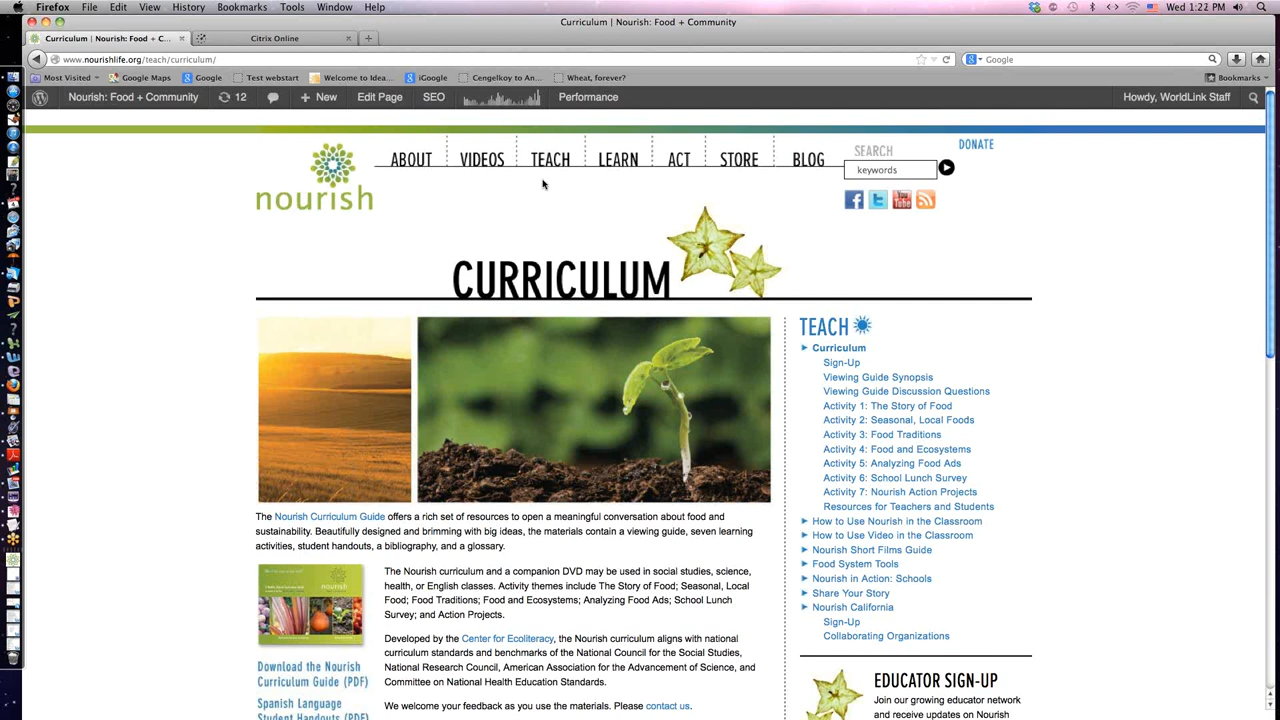 Firefox File Edit View History Bookmarks Tools Window Help Wed 1:22 PM
Curriculum | Nourish: Food + Community
Curriculum | Nourish: Food + C... Citrix Online
www.nourishlife.org/teach/curriculum/ Google
Most Visited Google Maps Google Test webstart Welcome to Idea... iGoogle Cengelkoy to An... Wheat, forever? Bookmarks
Nourish: Food + Community 12 New Edit Page SEO Performance Howdy, WorldLink Staff
DONATE
ABOUT VIDEOS TEACH LEARN ACT STORE BLOG
SEARCH
keywords
nourish
CURRICULUM
The Nourish Curriculum Guide offers a rich set of resources to open a meaningful conversation about food and
sustainability. Beautifully designed and brimming with big ideas, the materials contain a viewing guide, seven learning
activities, student handouts, a bibliography, and a glossary.
nourish
The Nourish curriculum and a companion DVD may be used in social studies, science,
health, or English classes. Activity themes include The Story of Food; Seasonal, Local
Food; Food Traditions; Food and Ecosystems; Analyzing Food Ads; School Lunch
Survey; and Action Projects.
Developed by the Center for Ecoliteracy, the Nourish curriculum aligns with national
curriculum standards and benchmarks of the National Council for the Social Studies,
National Research Council, American Association for the Advancement of Science, and
Committee on National Health Education Standards.
We welcome your feedback as you use the materials. Please contact us.
Download the Nourish
Curriculum Guide (PDF)
Spanish Language
Student Handouts (PDF)
TEACH
Curriculum
Sign-Up
Viewing Guide Synopsis
Viewing Guide Discussion Questions
Activity 1: The Story of Food
Activity 2: Seasonal, Local Foods
Activity 3: Food Traditions
Activity 4: Food and Ecosystems
Activity 5: Analyzing Food Ads
Activity 6: School Lunch Survey
Activity 7: Nourish Action Projects
Resources for Teachers and Students
How to Use Nourish in the Classroom
How to Use Video in the Classroom
Nourish Short Films Guide
Food System Tools
Nourish in Action: Schools
Share Your Story
Nourish California
Sign-Up
Collaborating Organizations
EDUCATOR SIGN-UP
Join our growing educator network
and receive updates on Nourish